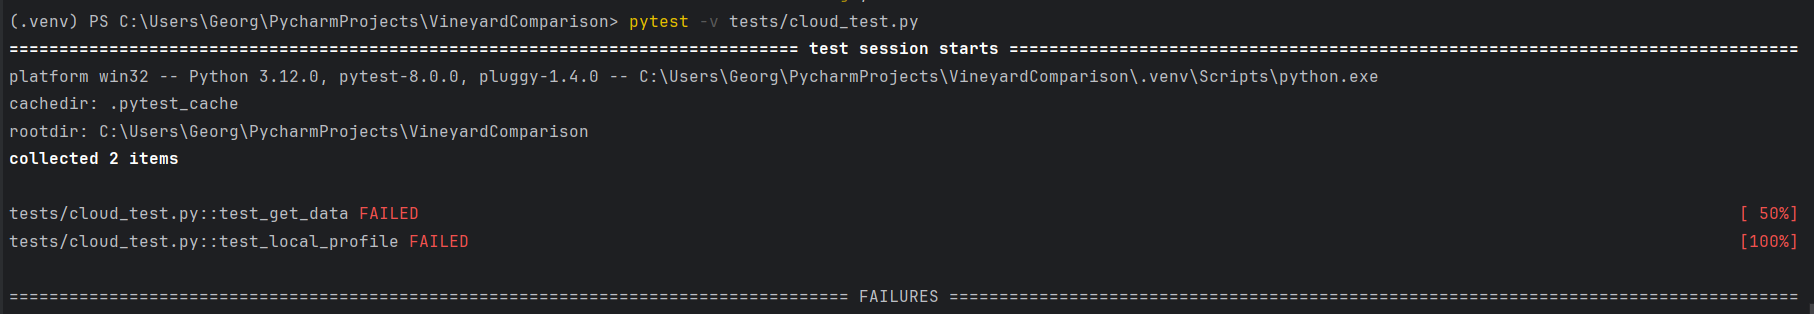 (.venv) PS C:\Users\Georg\PycharmProjects\VineyardComparison> pytest -v tests/cloud_test.py
=============================================================================== test session starts ===============================================================================
platform win32 -- Python 3.12.0, pytest-8.0.0, pluggy-1.4.0 -- C:\Users\Georg\PycharmProjects\VineyardComparison\.venv\Scripts\python.exe
cachedir: .pytest_cache
rootdir: C:\Users\Georg\PycharmProjects\VineyardComparison
collected 2 items
tests/cloud_test.py::test_get_data FAILED [ 50%]
tests/cloud_test.py::test_local_profile FAILED [100%]
==================================================================================== FAILURES =====================================================================================